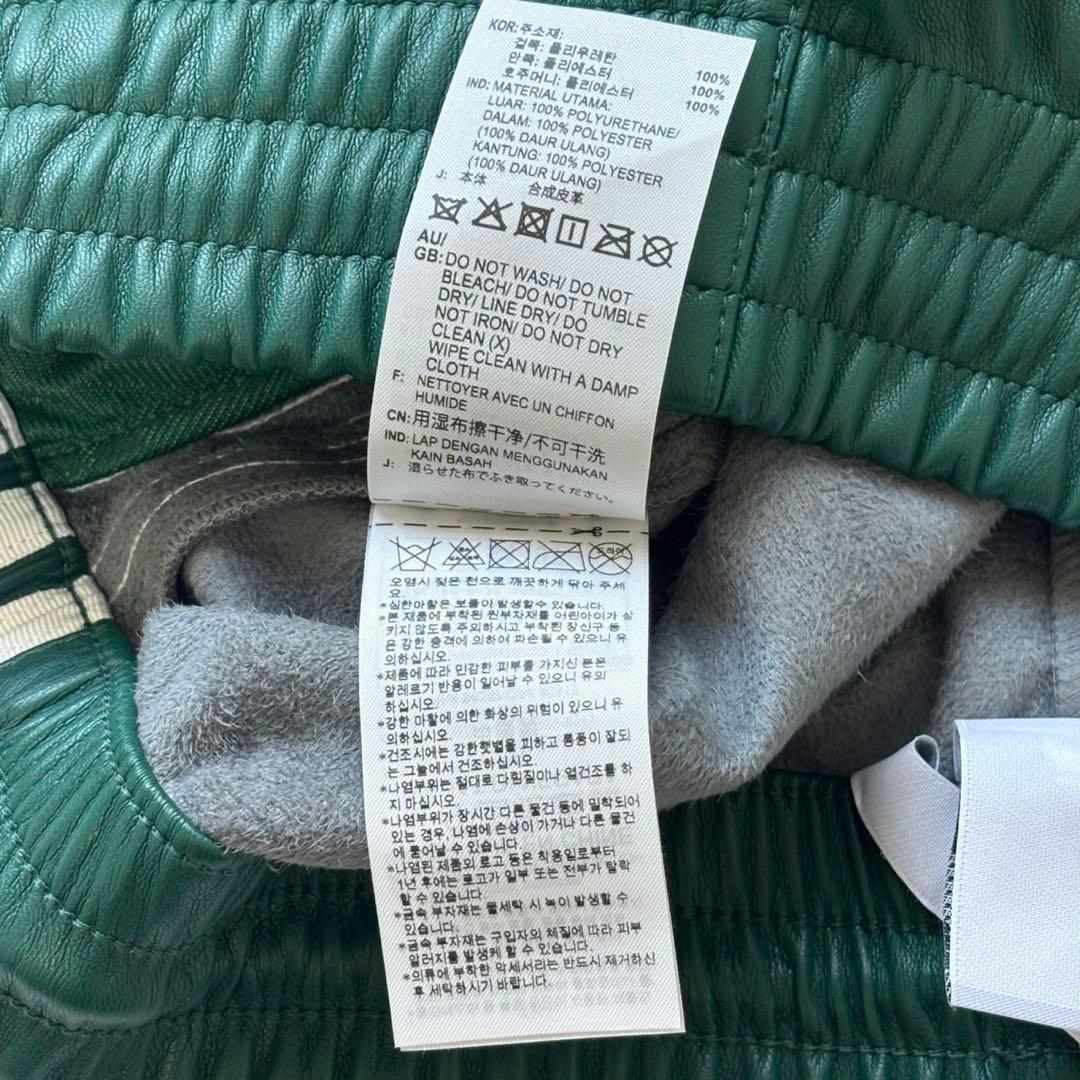 KOR:주소재:
겉쪽: 폴리우레탄 100%
안쪽: 폴리에스터 100%
호주머니: 폴리에스터 100%
IND: MATERIAL UTAMA:
LUAR: 100% POLYURETHANE/
DALAM: 100% POLYESTER
(100% DAUR ULANG)
KANTUNG: 100% POLYESTER
(100% DAUR ULANG)
J: 本体 合成皮革
AU/
GB: DO NOT WASH/ DO NOT
BLEACH/ DO NOT TUMBLE
DRY/ LINE DRY/ DO
NOT IRON/ DO NOT DRY
CLEAN (X)
WIPE CLEAN WITH A DAMP
CLOTH
F: NETTOYER AVEC UN CHIFFON
HUMIDE
CN: 用湿布擦干净/不可干洗
IND: LAP DENGAN MENGGUNAKAN
KAIN BASAH
J: 湿らせた布でふき取ってください。
드라이
오염시 젖은 천으로 깨끗하게 닦아 주세
요.
*심한마찰은 보풀이 발생할수 있습니다.
*본 제품에 부착된 원부자재를 어린아이가 삼
키지 않도록 주의하시고 부착된 장신구 등
은 강한 충격에 의하여 파손될 수 있으니 유
의하십시오.
*제품에 따라 민감한 피부를 가지신 분은
알레르기 반응이 일어날 수 있으니 유의
하십시오.
*강한 마찰에 의한 화상의 위험이 있으니 유
의하십시오.
*건조시에는 강한햇볕을 피하고 통풍이 잘되
는 그늘에서 건조하십시오.
*나염부위는 절대로 다림질이나 열건조를 하
지 마십시오.
*나염부위가 장시간 다른 물건 등에 밀착되어
있는 경우, 나염에 손상이 가거나 다른 물건
에 묻어날 수 있습니다.
*나염된 제품의 로고 등은 착용일로부터
1년 후에는 로고가 일부 또는 전부가 탈락
할 수 있습니다.
*금속 부자재는 물세탁 시 녹이 발생할 수
있습니다.
*금속 부자재는 구입자의 체질에 따라 피부
알러지를 발생케 할 수 있습니다.
*의류에 부착한 악세서리는 반드시 제거하신
후 세탁하시기 바랍니다.